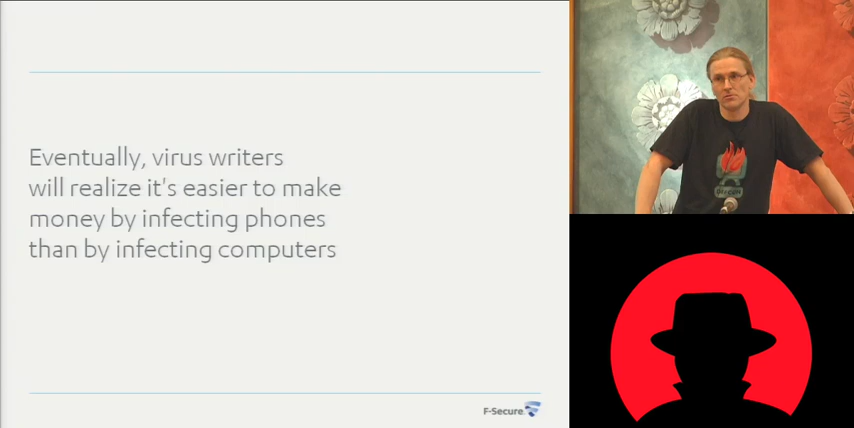 Eventually, virus writers
will realize it's easier to make
money by infecting phones
than by infecting computers
F-Secure